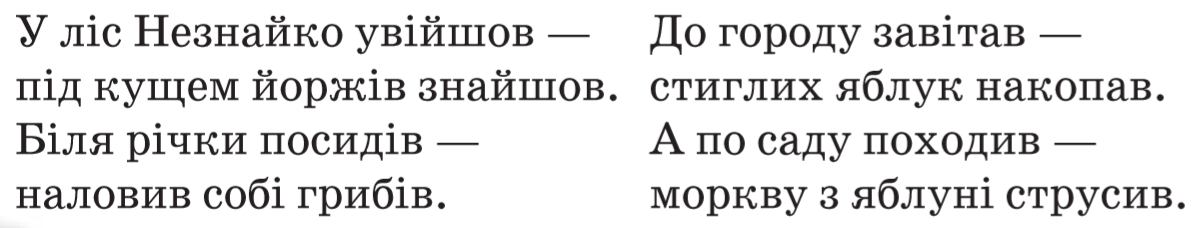 У ліс Незнайко увійшов —
під кущем йоржів знайшов.
Біля річки посидів —
наловив собі грибів.
До городу завітав —
стиглих яблук накопав.
А по саду походив —
моркву з яблуні струсив.